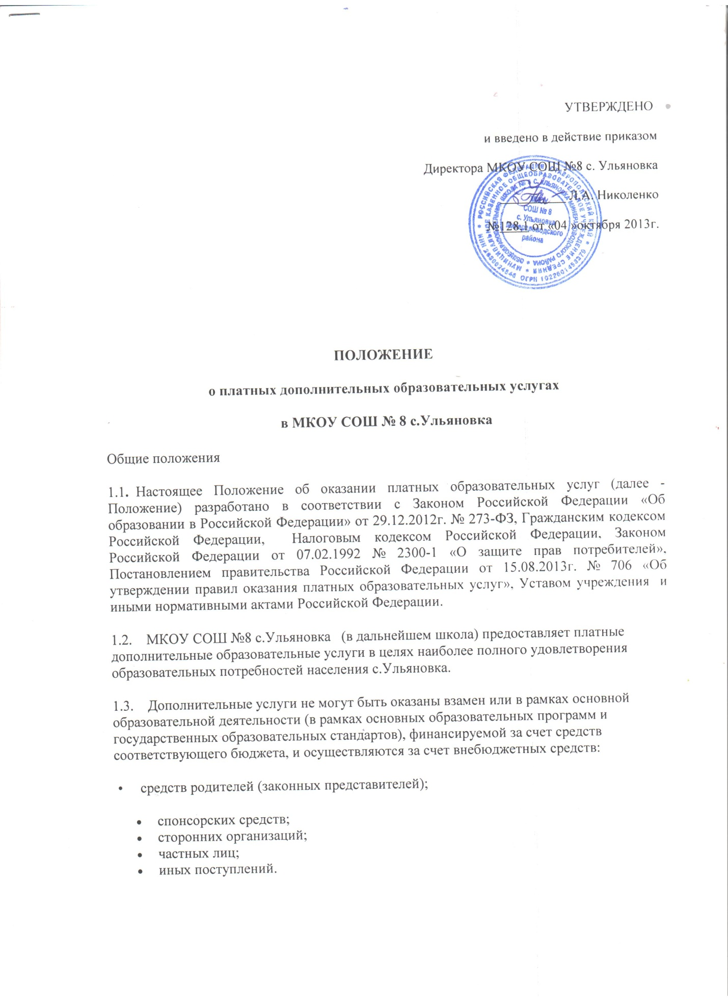 УТВЕРЖДЕНО
и введено в действие приказом
Директора МКОУ СОШ №8 с. Ульяновка
Л.А. Николенко
№128.1 от «04 »октября 2013г.
СОШ № 8
с. Ульяновка
Минераловодского
района
ПОЛОЖЕНИЕ
о платных дополнительных образовательных услугах
в МКОУ СОШ № 8 с.Ульяновка
Общие положения
1.1. Настоящее Положение об оказании платных образовательных услуг (далее -
Положение) разработано в соответствии с Законом Российской Федерации «Об
образовании в Российской Федерации» от 29.12.2012г. № 273-ФЗ, Гражданским кодексом
Российской Федерации, Налоговым кодексом Российской Федерации, Законом
Российской Федерации от 07.02.1992 № 2300-1 «О защите прав потребителей»,
Постановлением правительства Российской Федерации от 15.08.2013г. № 706 «Об
утверждении правил оказания платных образовательных услуг», Уставом учреждения и
иными нормативными актами Российской Федерации.
1.2. МКОУ СОШ №8 с.Ульяновка (в дальнейшем школа) предоставляет платные
дополнительные образовательные услуги в целях наиболее полного удовлетворения
образовательных потребностей населения с.Ульяновка.
1.3. Дополнительные услуги не могут быть оказаны взамен или в рамках основной
образовательной деятельности (в рамках основных образовательных программ и
государственных образовательных стандартов), финансируемой за счет средств
соответствующего бюджета, и осуществляются за счет внебюджетных средств:
• средств родителей (законных представителей);
• спонсорских средств;
• сторонних организаций;
• частных лиц;
• иных поступлений.